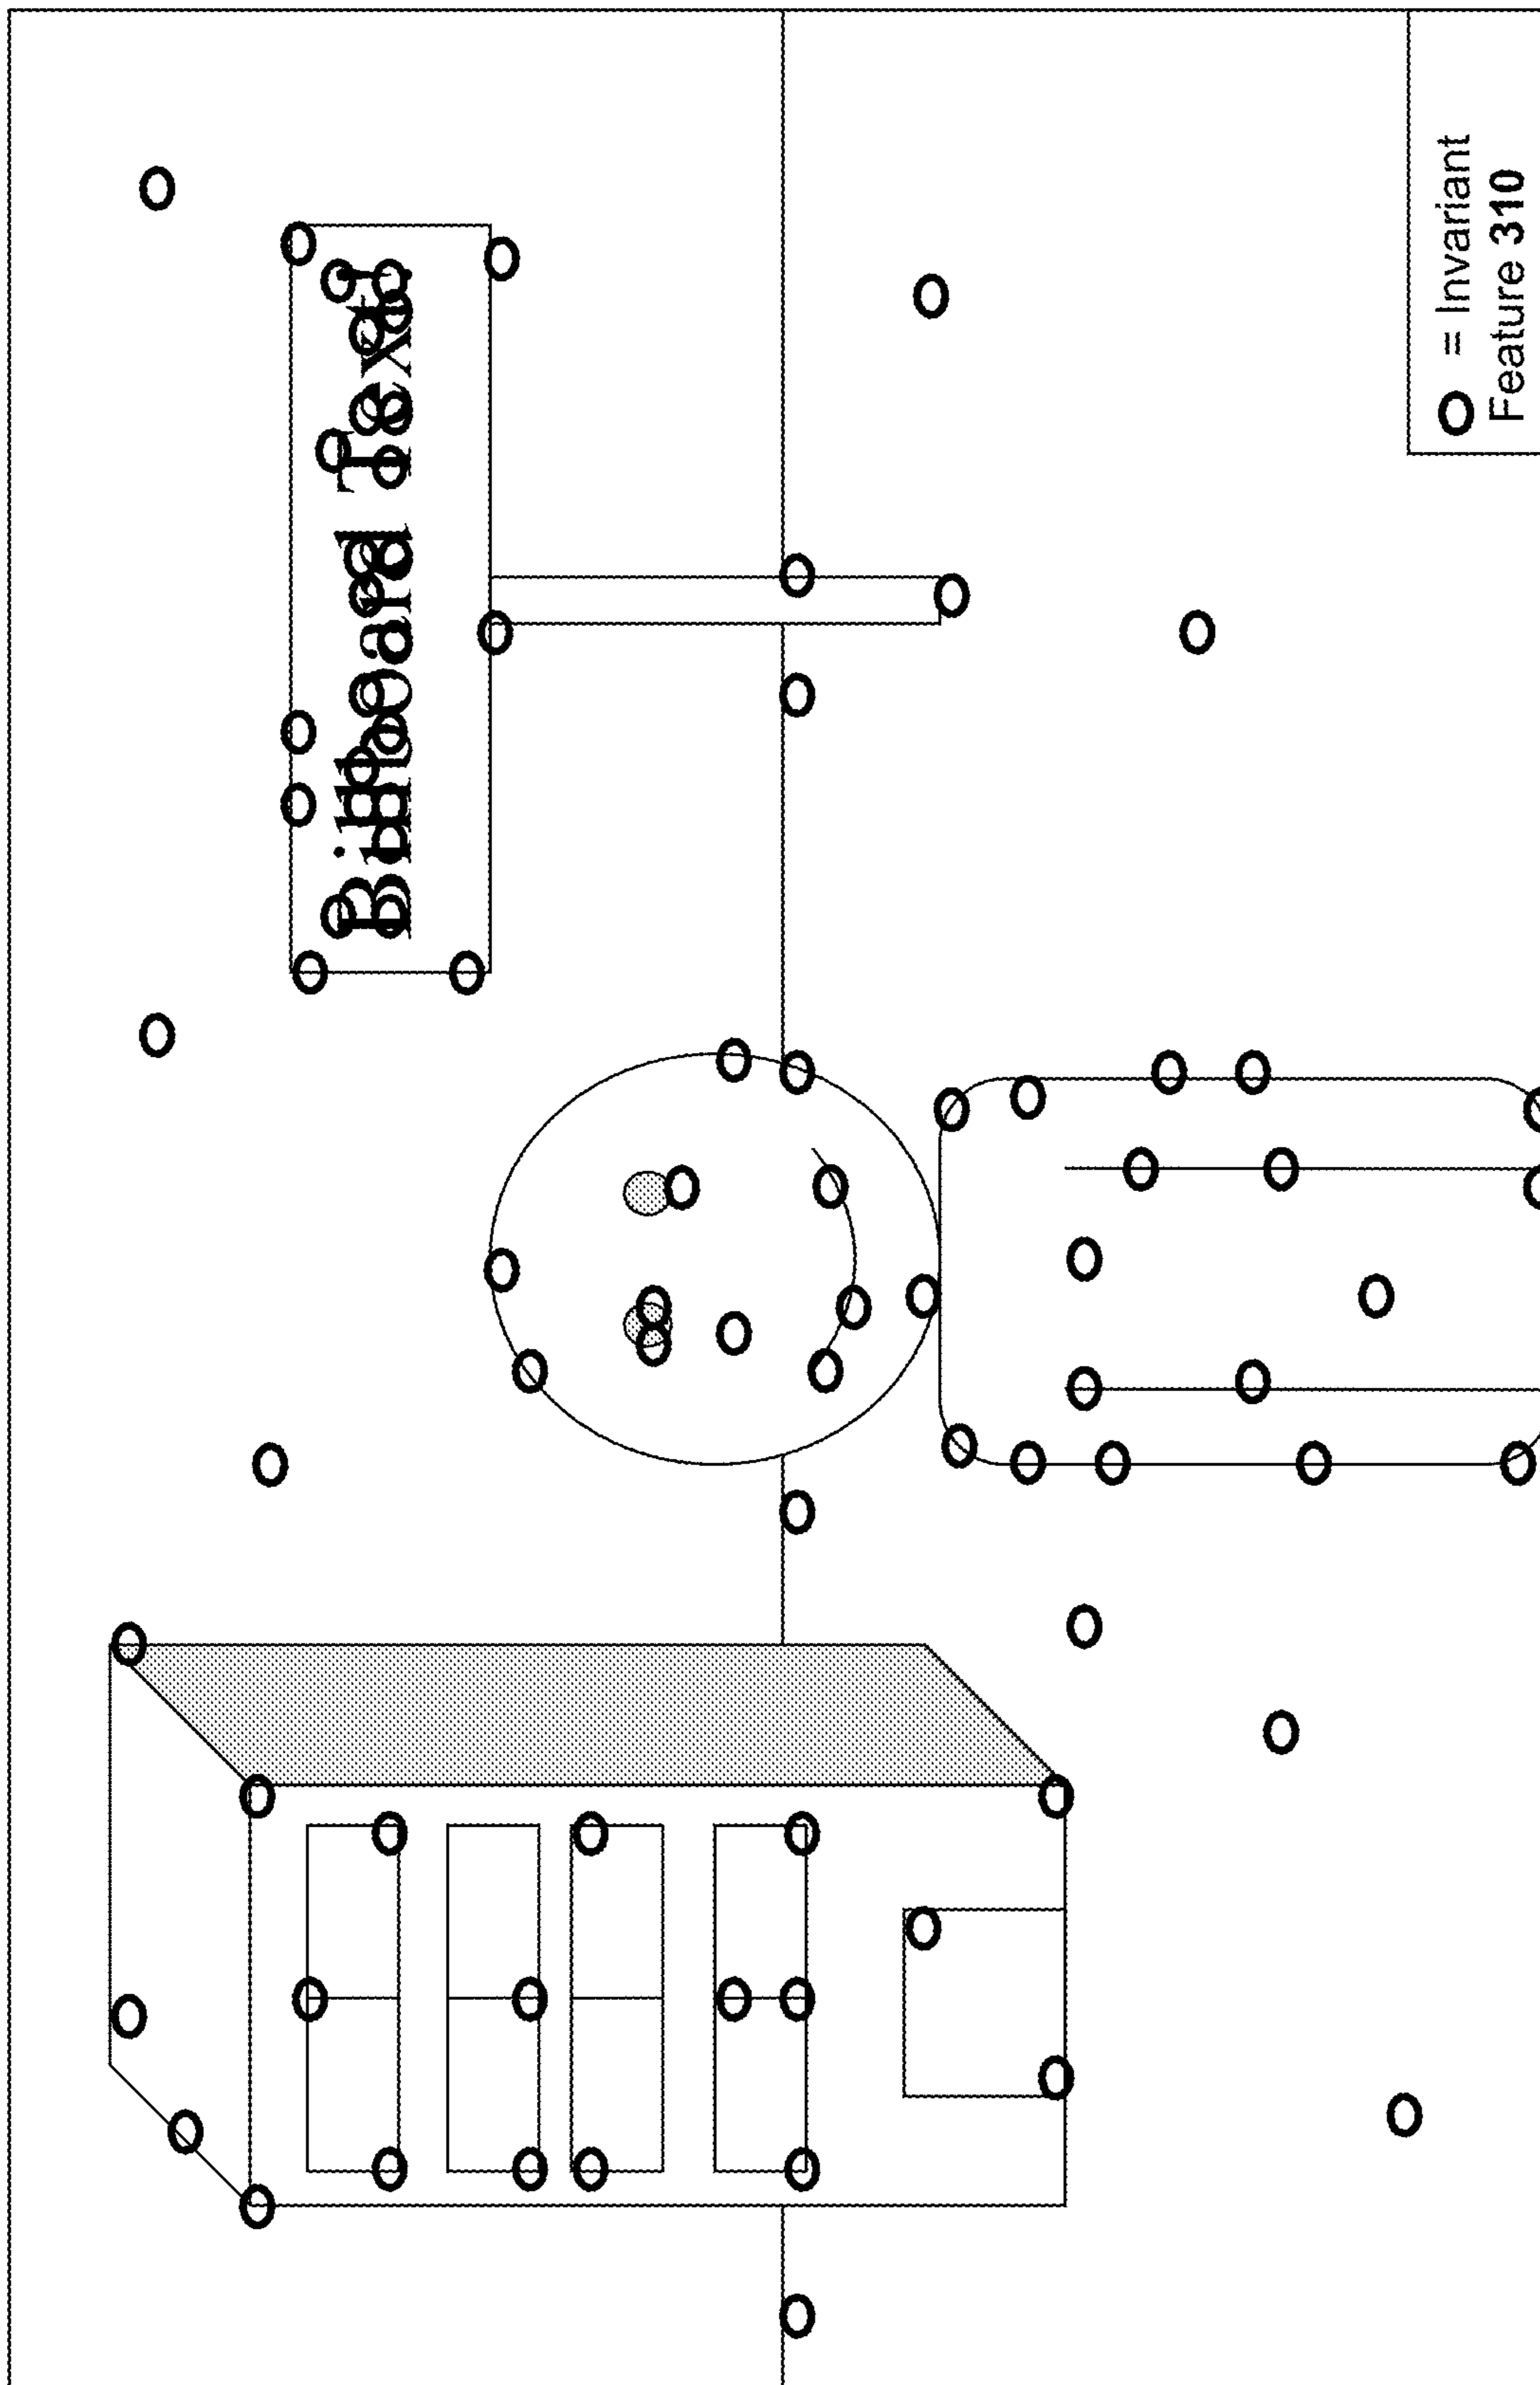 Billboard Text!
= Invariant
Feature 310